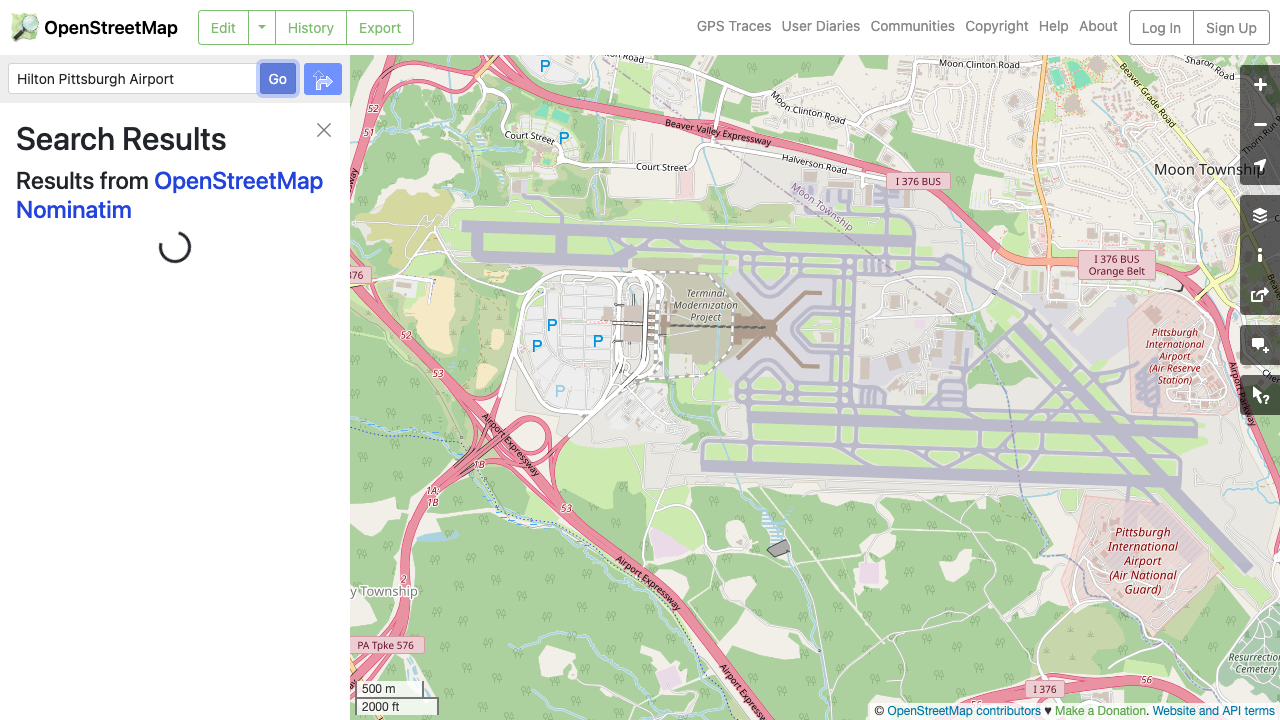 OpenStreetMap
Edit
History
Export
GPS Traces
User Diaries
Communities
Copyright
Help
About
Log In
Sign Up
Hilton Pittsburgh Airport
Go
Search Results
Results from OpenStreetMap
Nominatim
Moon Clinton Road
Sharon Road
Beaver Grade Road
Moon Clinton Road
52
P
Court Street
P
Beaver Valley Expressway
Court Street
Halverson Road
I 376 BUS
Moon Township
Moon Township
I 376 BUS
Orange Belt
376
Terminal
Modernization
Project
P
P
P
P
52
53
Pittsburgh
International
Airport
(Air Reserve
Station)
Airport Parkway
Airport Expressway
1B
1A;
1B
53
Airport Expressway
Pittsburgh
International
Airport
(Air National
Guard)
2
y Township
PA Tpke 576
Airport Expressway
Resurrection
Cemetery
56
I 376
500 m
2000 ft
© OpenStreetMap contributors ♥ Make a Donation. Website and API terms